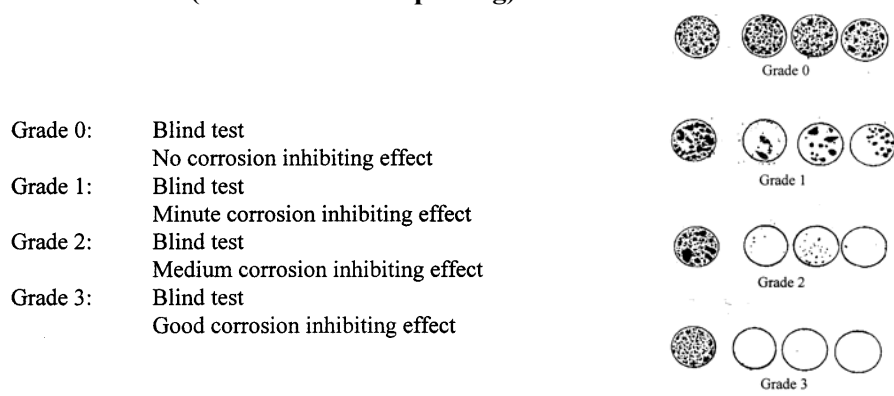 Grade 0: Blind test
No corrosion inhibiting effect
Grade 1: Blind test
Minute corrosion inhibiting effect
Grade 2: Blind test
Medium corrosion inhibiting effect
Grade 3: Blind test
Good corrosion inhibiting effect
Grade 0
Grade 1
Grade 2
Grade 3